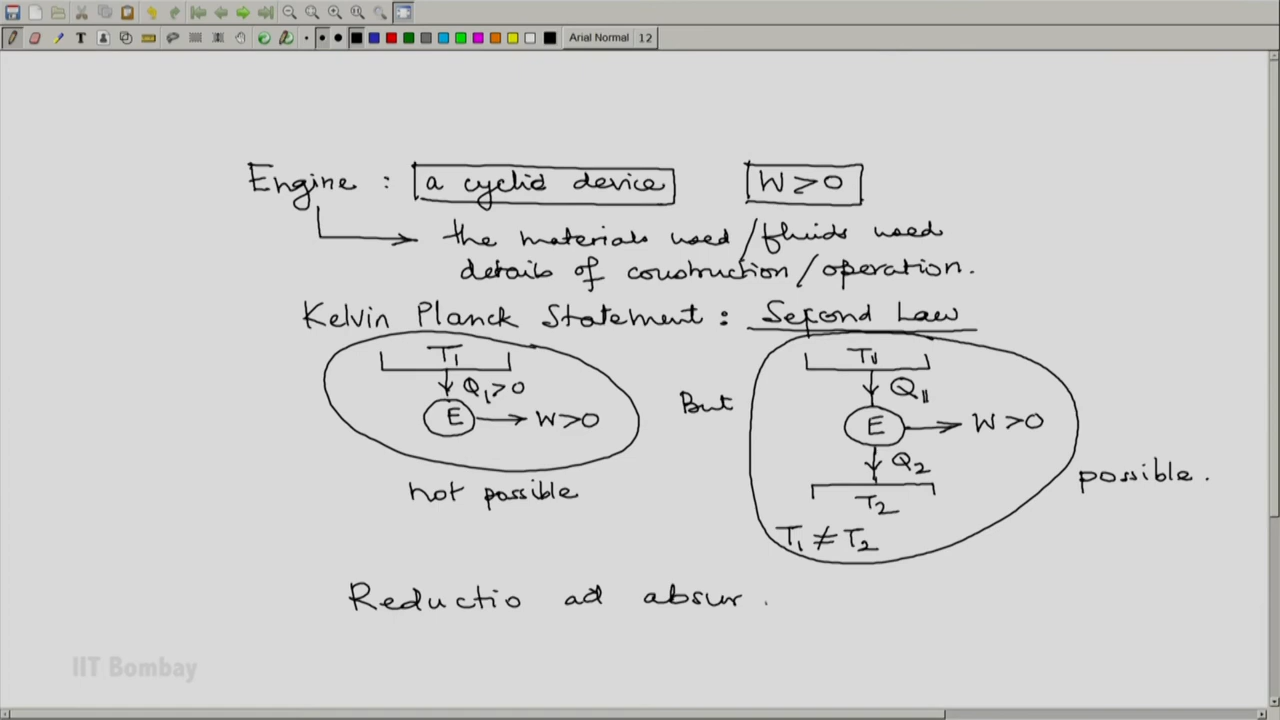 Arial Normal 12
Engine : a cyclic device W ≥ 0
the materials used / fluids used
details of construction / operation.
Kelvin Planck Statement : Second Law
T1 T1
Q1 > 0 Q1
E W > 0 But E W > 0
Q2
not possible T2 possible.
T1 ≠ T2
Reductio ad absur
IIT Bombay